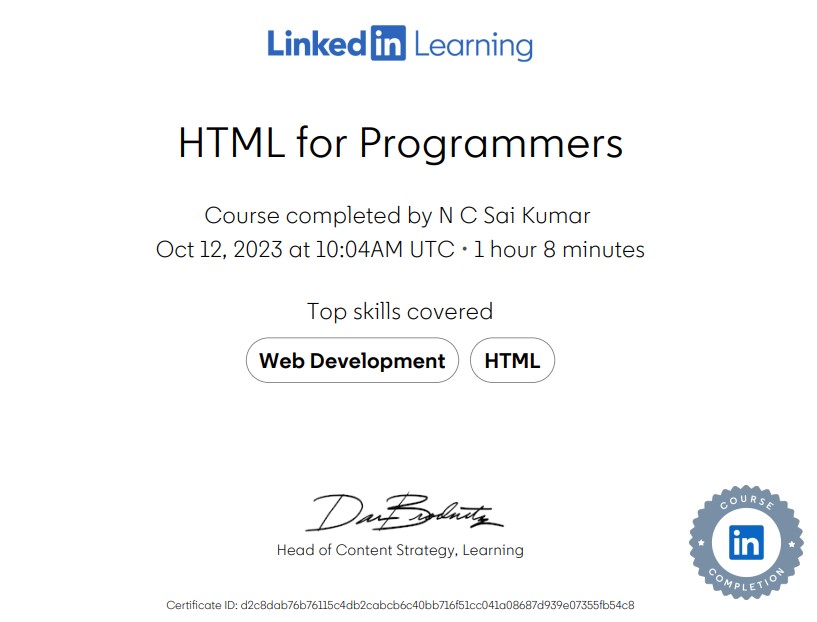 Linked in Learning
HTML for Programmers
Course completed by N C Sai Kumar
Oct 12, 2023 at 10:04AM UTC • 1 hour 8 minutes
Top skills covered
Web Development HTML
Head of Content Strategy, Learning
COURSE
in
COMPLETION
Certificate ID: d2c8dab76b76115c4db2cabcb6c40bb716f51cc041a08687d939e07355fb54c8